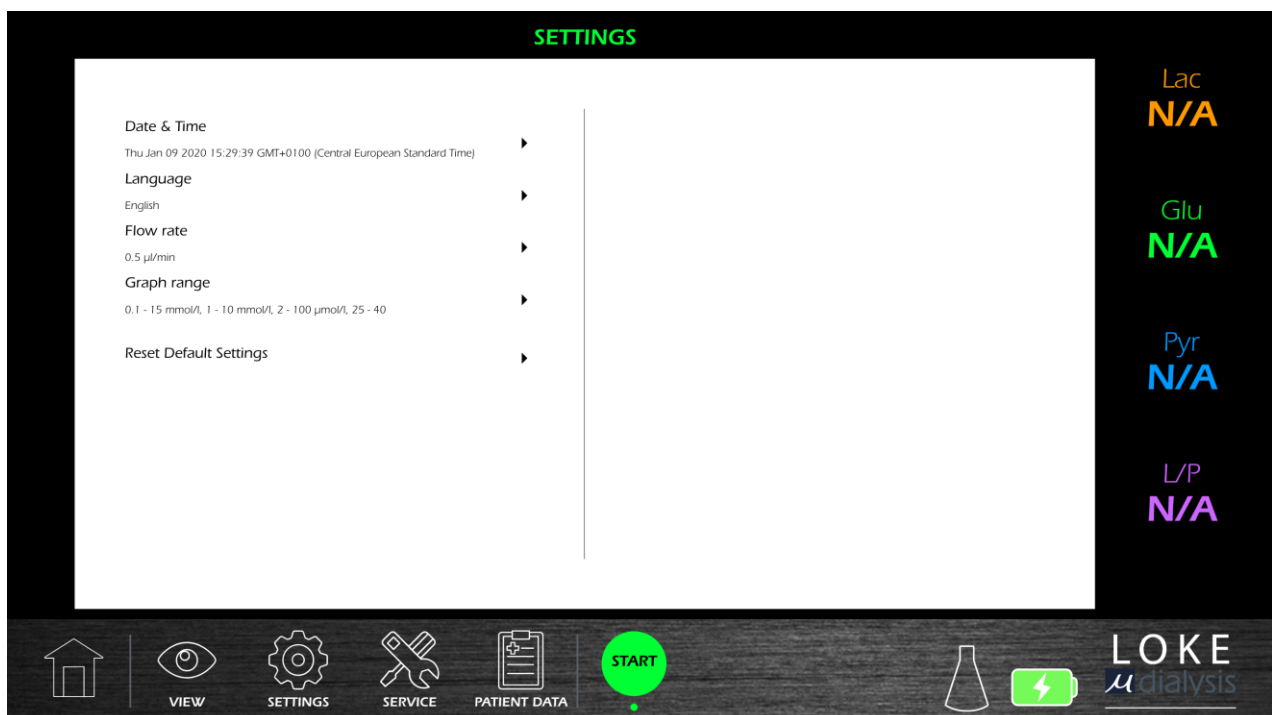 SETTINGS
Date & Time
Thu Jan 09 2020 15:29:39 GMT+0100 (Central European Standard Time)
Language
English
Flow rate
0.5 µl/min
Graph range
0.1 - 15 mmol/l, 1 - 10 mmol/l, 2 - 100 µmol/l, 25 - 40
Reset Default Settings
Lac
N/A
Glu
N/A
Pyr
N/A
L/P
N/A
VIEW
SETTINGS
SERVICE
PATIENT DATA
START
LOKE
µdialysis